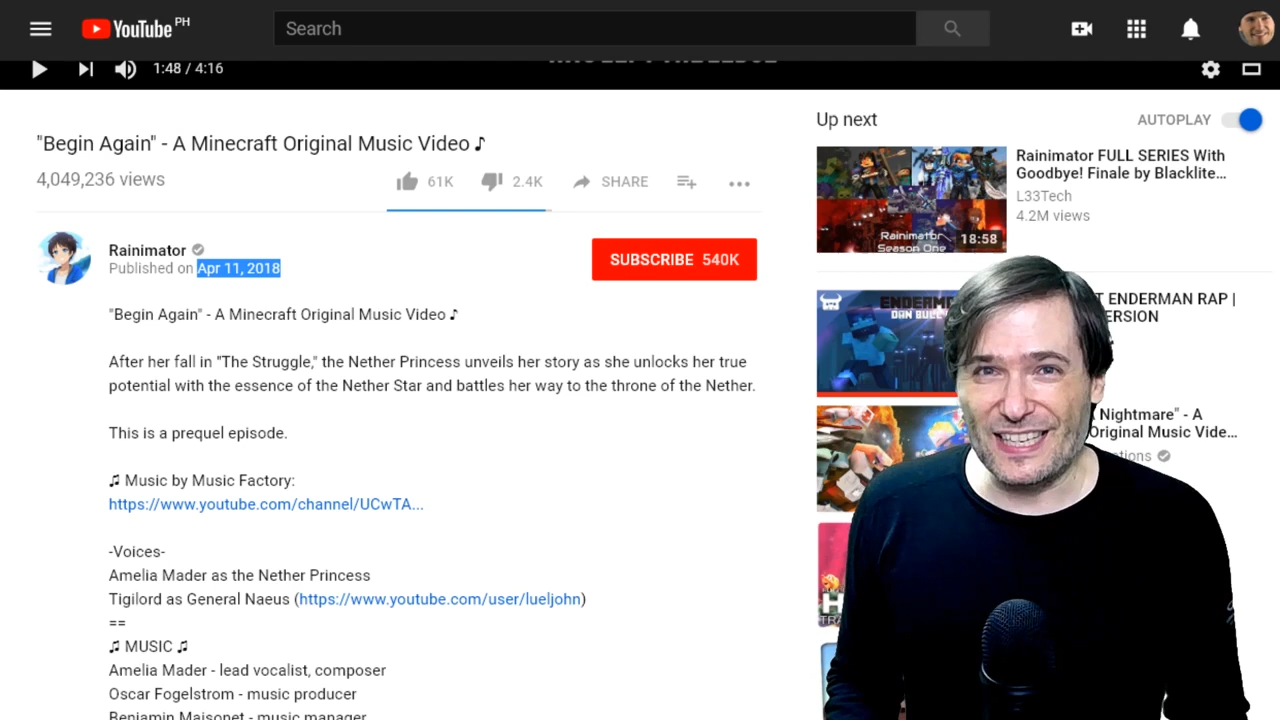 YouTube PH
Search
1:48 / 4:16
"Begin Again" - A Minecraft Original Music Video ♪
4,049,236 views
61K
2.4K
SHARE
Rainimator
Published on Apr 11, 2018
SUBSCRIBE 540K
"Begin Again" - A Minecraft Original Music Video ♪
After her fall in "The Struggle," the Nether Princess unveils her story as she unlocks her true
potential with the essence of the Nether Star and battles her way to the throne of the Nether.
This is a prequel episode.
♫ Music by Music Factory:
https://www.youtube.com/channel/UCwTA...
-Voices-
Amelia Mader as the Nether Princess
Tigilord as General Naeus (https://www.youtube.com/user/lueljohn)
==
♫ MUSIC ♫
Amelia Mader - lead vocalist, composer
Oscar Fogelstrom - music producer
Benjamin Maisonet - music manager
Up next
AUTOPLAY
Rainimator FULL SERIES With
Goodbye! Finale by Blacklite…
L33Tech
4.2M views
Rainimator
Season One
18:58
ENDERMAN RAP |
DAN BULL
Nightmare" - A
Original Music Vide…